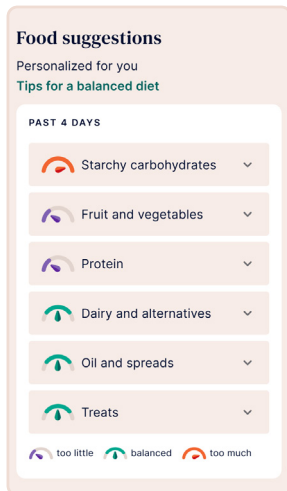 Food suggestions
Personalized for you
Tips for a balanced diet
PAST 4 DAYS
Starchy carbohydrates
Fruit and vegetables
Protein
Dairy and alternatives
Oil and spreads
Treats
too little balanced too much